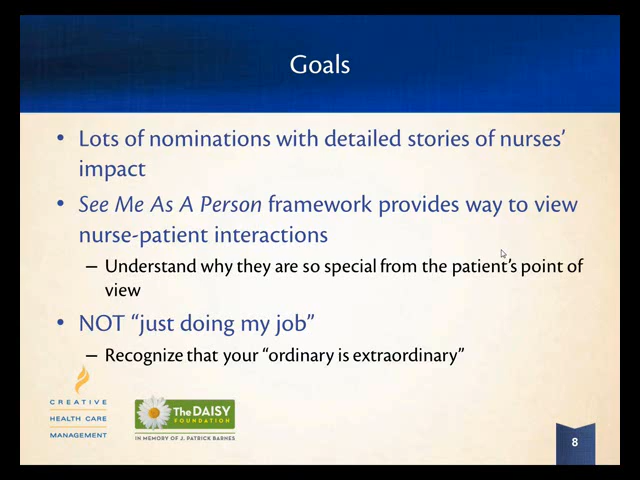 Goals
• Lots of nominations with detailed stories of nurses’
impact
• See Me As A Person framework provides way to view
nurse-patient interactions
– Understand why they are so special from the patient’s point of
view
• NOT “just doing my job”
– Recognize that your “ordinary is extraordinary”
CREATIVE
HEALTH CARE
MANAGEMENT
The DAISY
FOUNDATION
IN MEMORY OF J. PATRICK BARNES
8